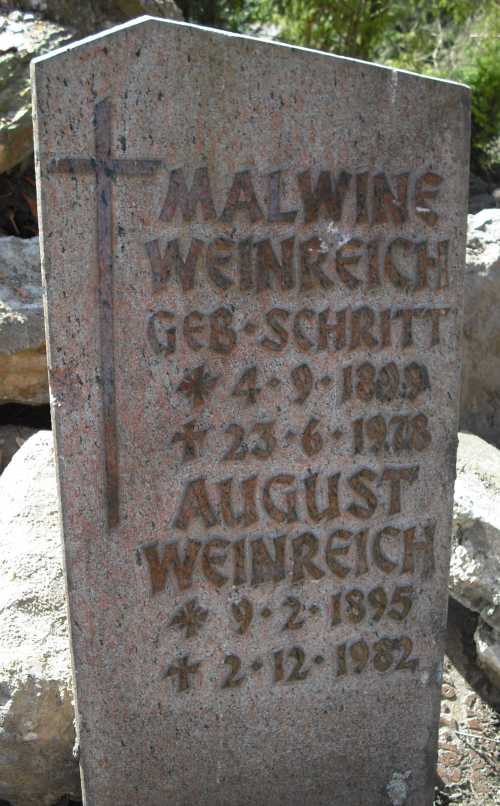 MALWINE
WEINREICH
GEB·SCHRITT
4·9·1899
23·6·1978
AUGUST
WEINREICH
9·2·1895
2·12·1982